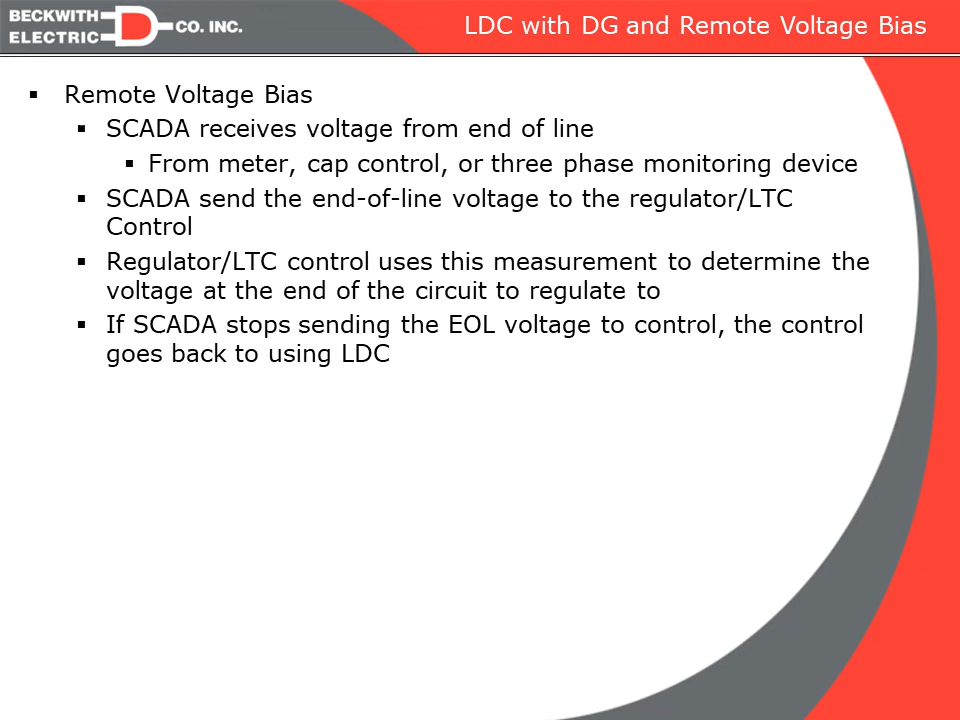 BECKWITH
ELECTRIC
CO. INC.
LDC with DG and Remote Voltage Bias
▪ Remote Voltage Bias
▪ SCADA receives voltage from end of line
▪ From meter, cap control, or three phase monitoring device
▪ SCADA send the end-of-line voltage to the regulator/LTC
Control
▪ Regulator/LTC control uses this measurement to determine the
voltage at the end of the circuit to regulate to
▪ If SCADA stops sending the EOL voltage to control, the control
goes back to using LDC